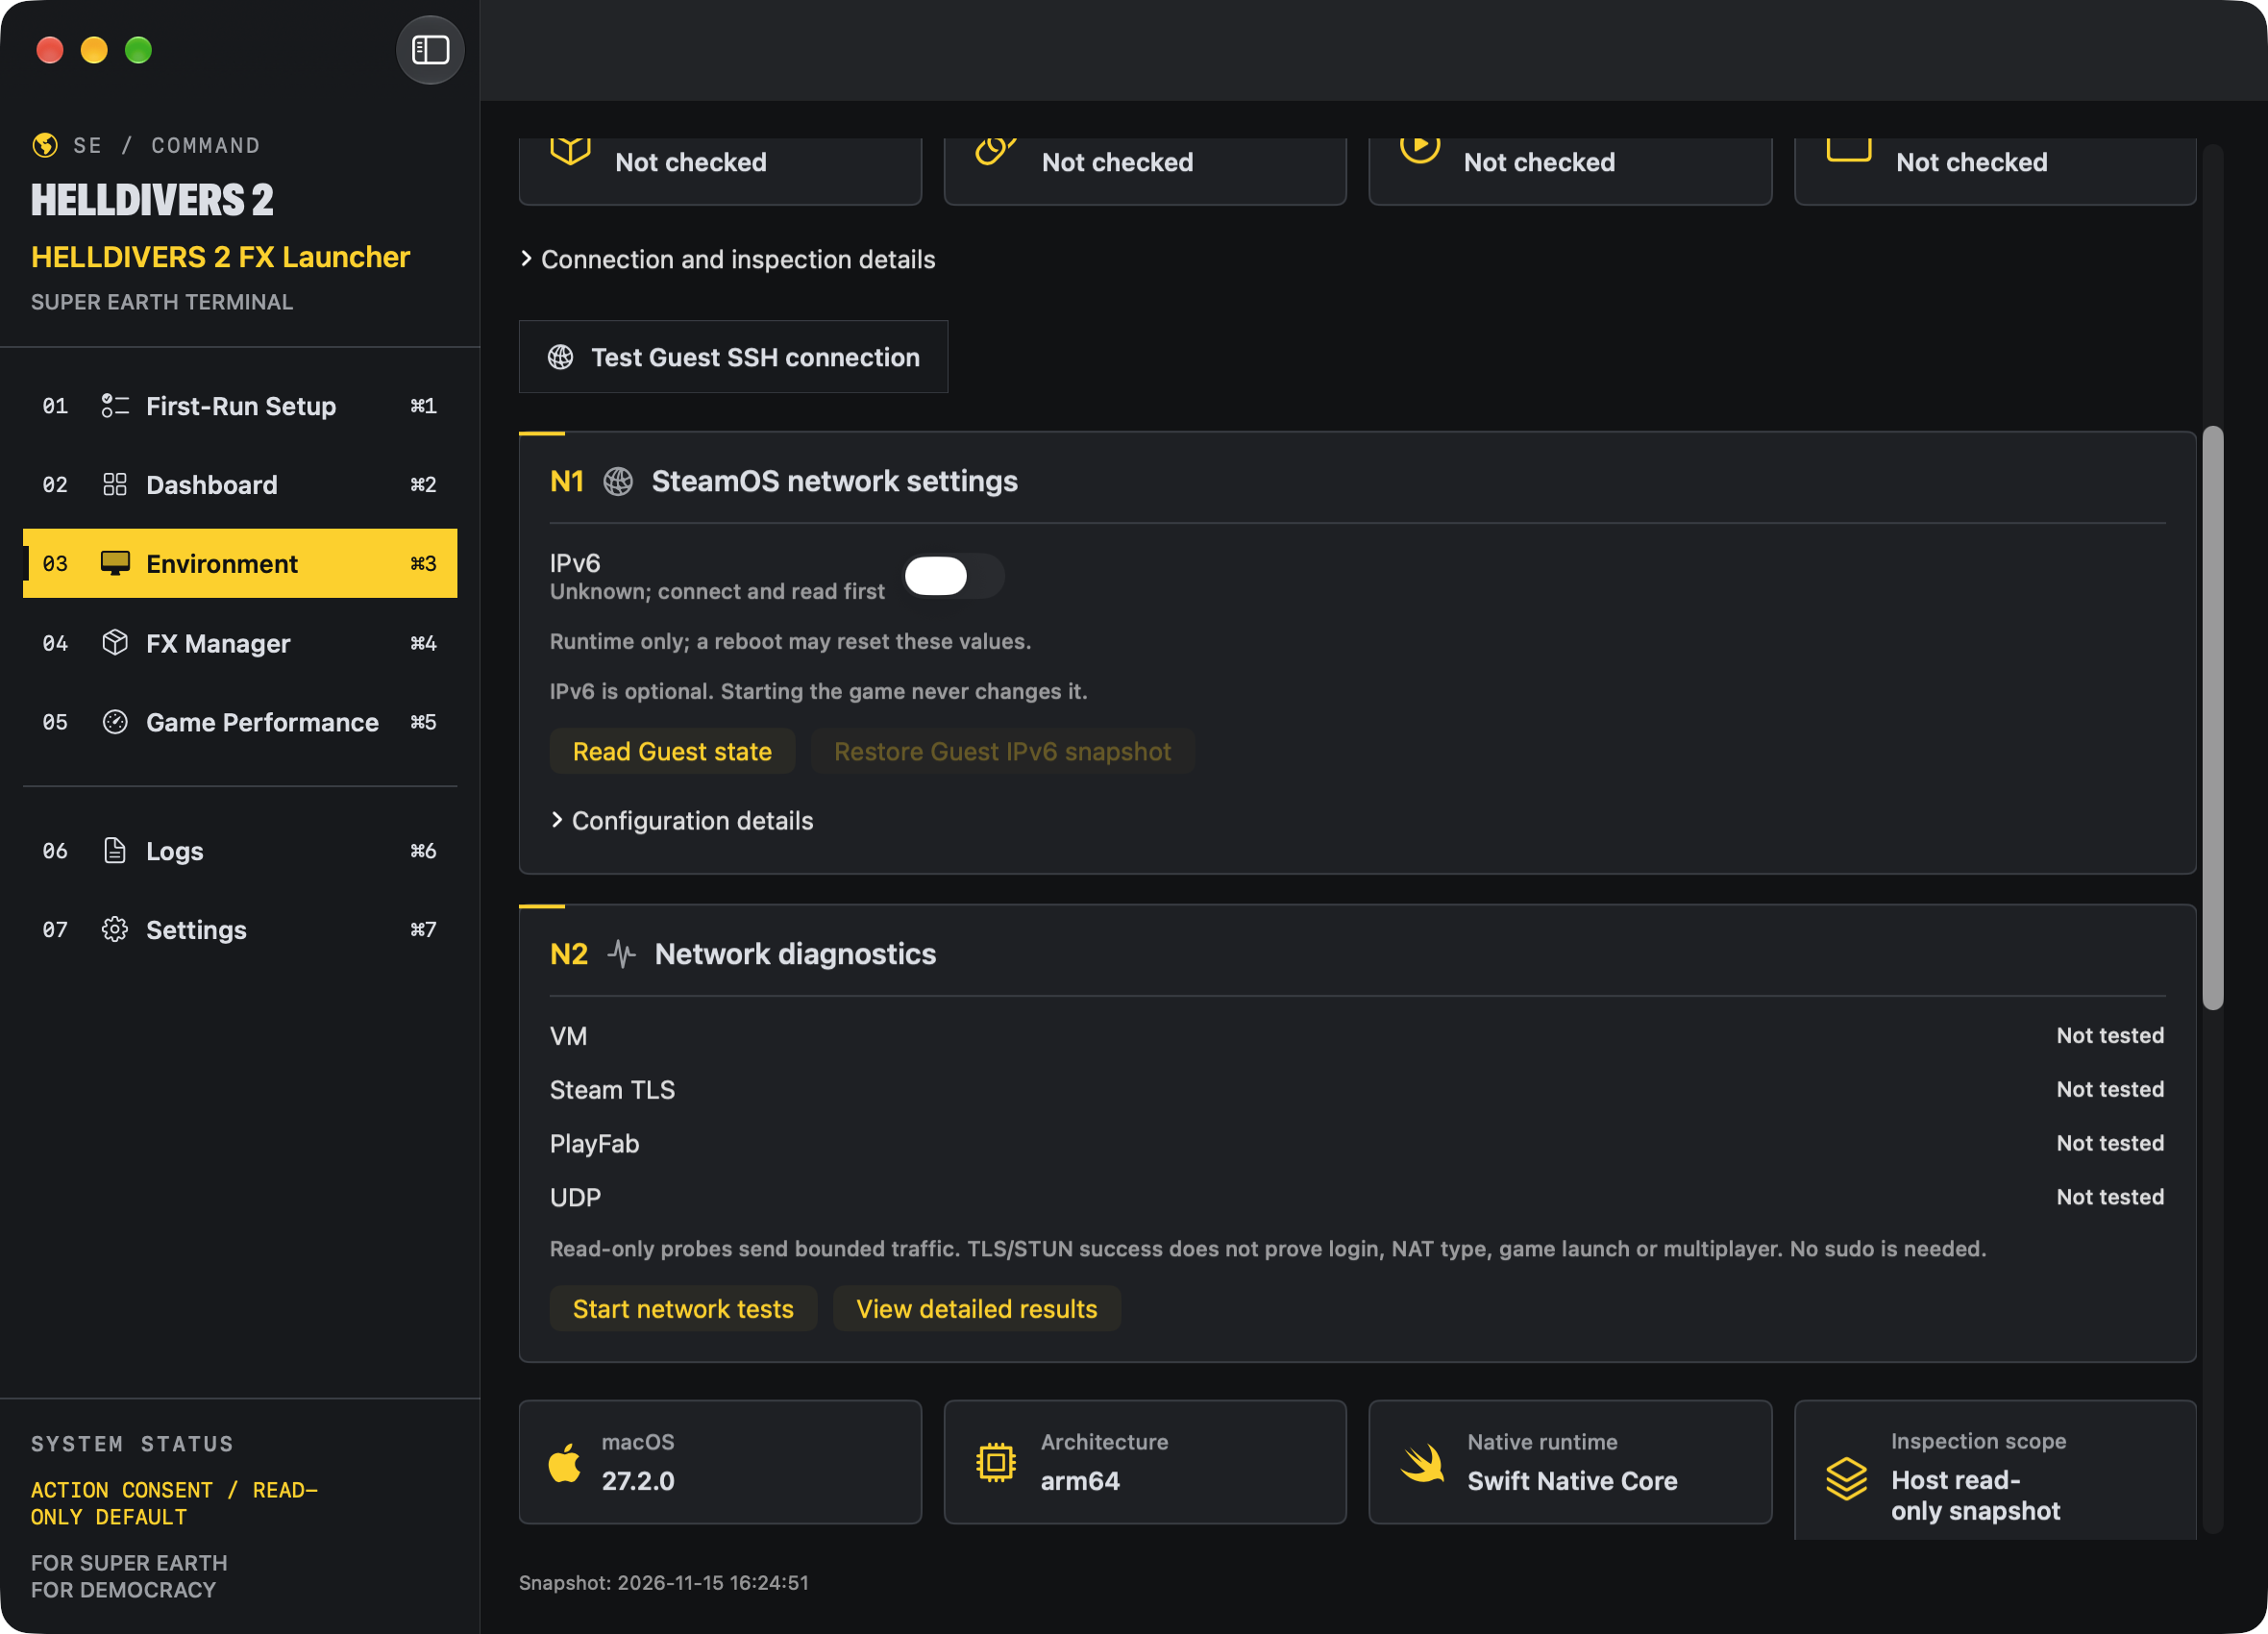 SE / COMMAND
HELLDIVERS 2
HELLDIVERS 2 FX Launcher
SUPER EARTH TERMINAL
01 First-Run Setup ⌘1
02 Dashboard ⌘2
03 Environment ⌘3
04 FX Manager ⌘4
05 Game Performance ⌘5
06 Logs ⌘6
07 Settings ⌘7
SYSTEM STATUS
ACTION CONSENT / READ-
ONLY DEFAULT
FOR SUPER EARTH
FOR DEMOCRACY
Not checked
Not checked
Not checked
Not checked
Connection and inspection details
Test Guest SSH connection
N1 SteamOS network settings
IPv6
Unknown; connect and read first
Runtime only; a reboot may reset these values.
IPv6 is optional. Starting the game never changes it.
Read Guest state
Restore Guest IPv6 snapshot
Configuration details
N2 Network diagnostics
VM Not tested
Steam TLS Not tested
PlayFab Not tested
UDP Not tested
Read-only probes send bounded traffic. TLS/STUN success does not prove login, NAT type, game launch or multiplayer. No sudo is needed.
Start network tests
View detailed results
macOS
27.2.0
Architecture
arm64
Native runtime
Swift Native Core
Inspection scope
Host read-
only snapshot
Snapshot: 2026-11-15 16:24:51